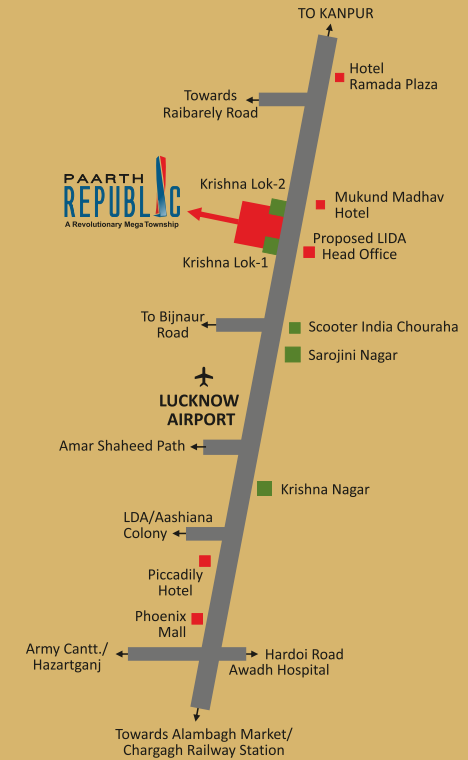 TO KANPUR
Hotel
Ramada Plaza
Towards
Raibarely Road
PAARTH
REPUBLIC
A Revolutionary Mega Township
Krishna Lok-2
Mukund Madhav
Hotel
Proposed LIDA
Head Office
Krishna Lok-1
To Bijnaur
Road
Scooter India Chouraha
Sarojini Nagar
LUCKNOW
AIRPORT
Amar Shaheed Path
Krishna Nagar
LDA/Aashiana
Colony
Piccadily
Hotel
Phoenix
Mall
Army Cantt./
Hazartganj
Hardoi Road
Awadh Hospital
Towards Alambagh Market/
Chargagh Railway Station